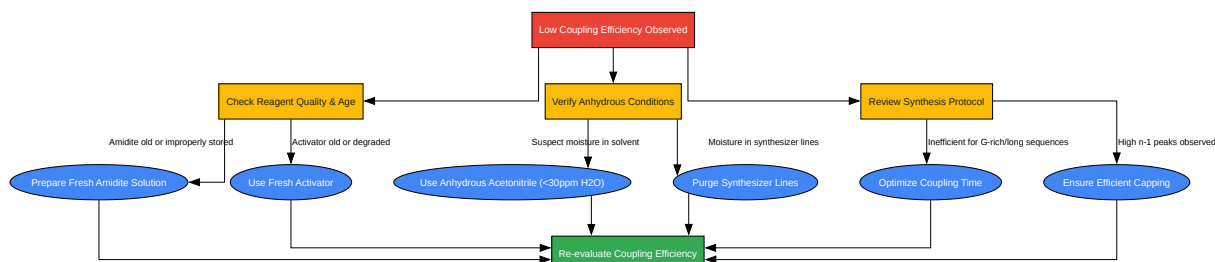 Low Coupling Efficiency Observed
Check Reagent Quality & Age
Verify Anhydrous Conditions
Review Synthesis Protocol
Amidite old or improperly stored
Activator old or degraded
Suspect moisture in solvent
Moisture in synthesizer lines
Inefficient for G-rich/long sequences
High n-1 peaks observed
Prepare Fresh Amidite Solution
Use Fresh Activator
Use Anhydrous Acetonitrile (<30ppm H2O)
Purge Synthesizer Lines
Optimize Coupling Time
Ensure Efficient Capping
Re-evaluate Coupling Efficiency